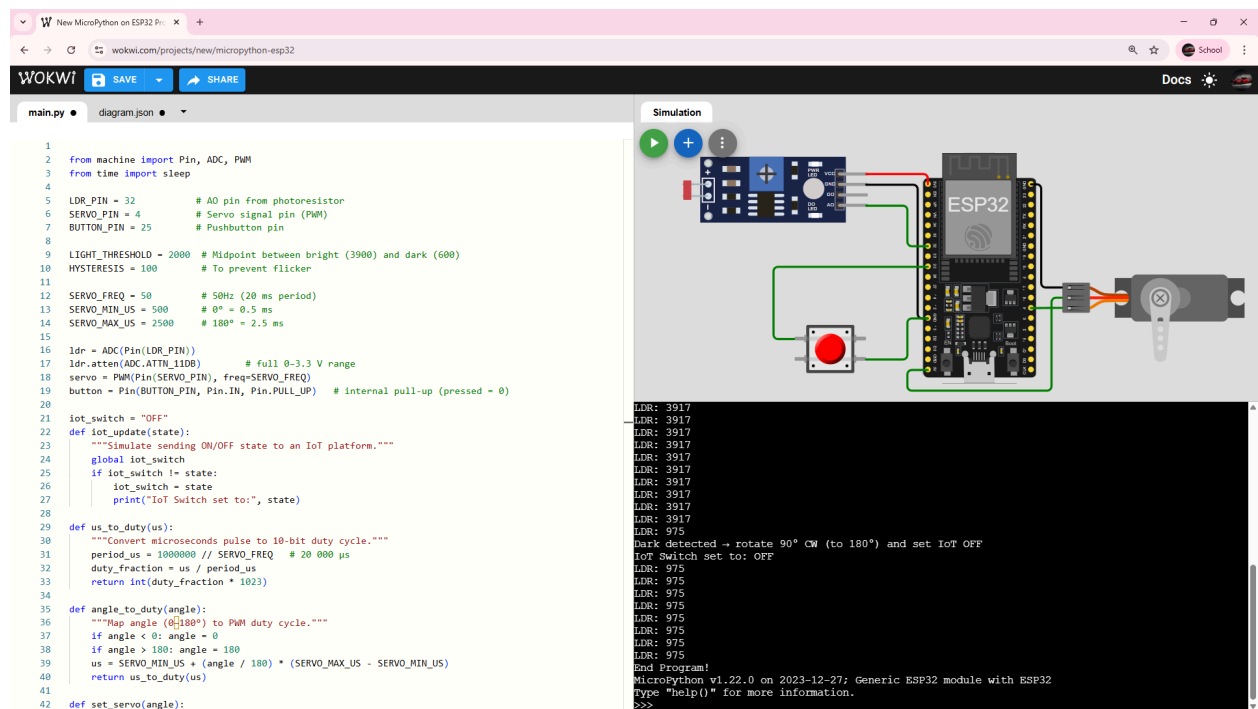 New MicroPython on ESP32 Pro
wokwi.com/projects/new/micropython-esp32
School
WOKWi
SAVE
SHARE
Docs
main.py
diagram.json
1
2 from machine import Pin, ADC, PWM
3 from time import sleep
4
5 LDR_PIN = 32 # AO pin from photoresistor
6 SERVO_PIN = 4 # Servo signal pin (PWM)
7 BUTTON_PIN = 25 # Pushbutton pin
8
9 LIGHT_THRESHOLD = 2000 # Midpoint between bright (3900) and dark (600)
10 HYSTERESIS = 100 # To prevent flicker
11
12 SERVO_FREQ = 50 # 50Hz (20 ms period)
13 SERVO_MIN_US = 500 # 0° = 0.5 ms
14 SERVO_MAX_US = 2500 # 180° = 2.5 ms
15
16 ldr = ADC(Pin(LDR_PIN))
17 ldr.atten(ADC.ATTN_11DB) # full 0–3.3 V range
18 servo = PWM(Pin(SERVO_PIN), freq=SERVO_FREQ)
19 button = Pin(BUTTON_PIN, Pin.IN, Pin.PULL_UP) # internal pull-up (pressed = 0)
20
21 iot_switch = "OFF"
22 def iot_update(state):
23 """Simulate sending ON/OFF state to an IoT platform."""
24 global iot_switch
25 if iot_switch != state:
26 iot_switch = state
27 print("IoT Switch set to:", state)
28
29 def us_to_duty(us):
30 """Convert microseconds pulse to 10-bit duty cycle."""
31 period_us = 1000000 // SERVO_FREQ # 20 000 µs
32 duty_fraction = us / period_us
33 return int(duty_fraction * 1023)
34
35 def angle_to_duty(angle):
36 """Map angle (0–180°) to PWM duty cycle."""
37 if angle < 0: angle = 0
38 if angle > 180: angle = 180
39 us = SERVO_MIN_US + (angle / 180) * (SERVO_MAX_US - SERVO_MIN_US)
40 return us_to_duty(us)
41
42 def set_servo(angle):
Simulation
PWR
LED
VCC
GND
DO
AO
DO
LED
ESP32
EN
Boot
LDR: 3917
LDR: 3917
LDR: 3917
LDR: 3917
LDR: 3917
LDR: 3917
LDR: 3917
LDR: 3917
LDR: 3917
LDR: 3917
LDR: 975
Dark detected → rotate 90° CW (to 180°) and set IoT OFF
IoT Switch set to: OFF
LDR: 975
LDR: 975
LDR: 975
LDR: 975
LDR: 975
LDR: 975
LDR: 975
LDR: 975
End Program!
MicroPython v1.22.0 on 2023-12-27; Generic ESP32 module with ESP32
Type "help()" for more information.
>>>